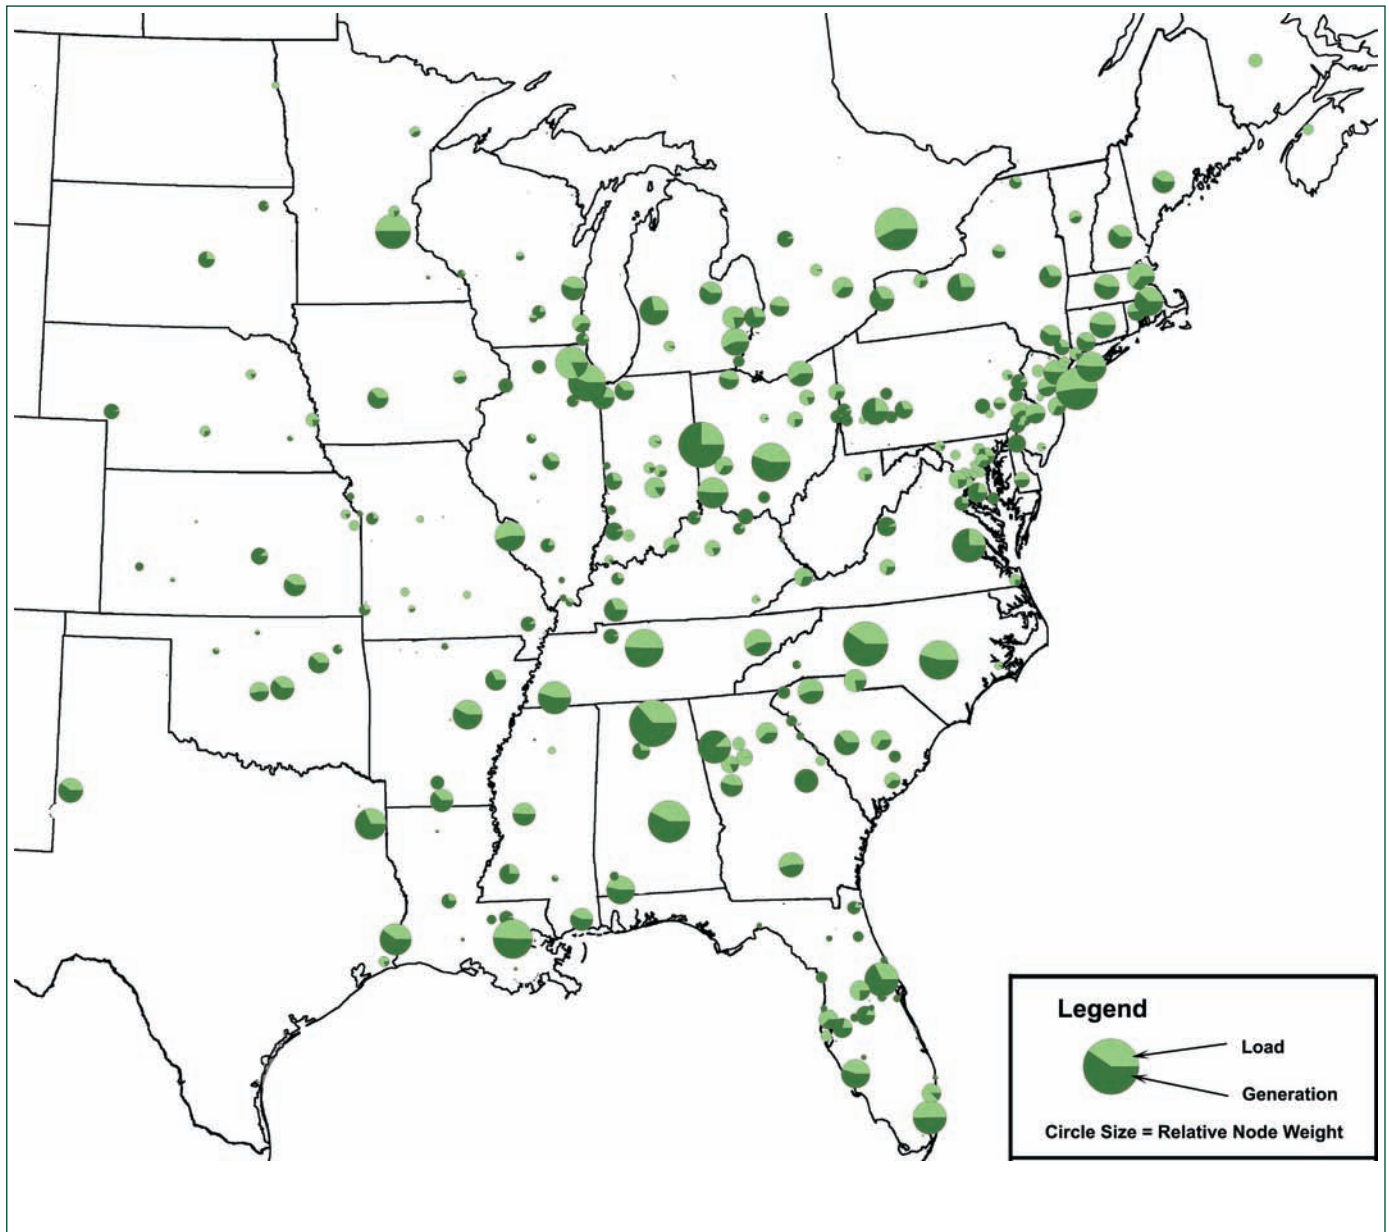 Legend
Load
Generation
Circle Size = Relative Node Weight